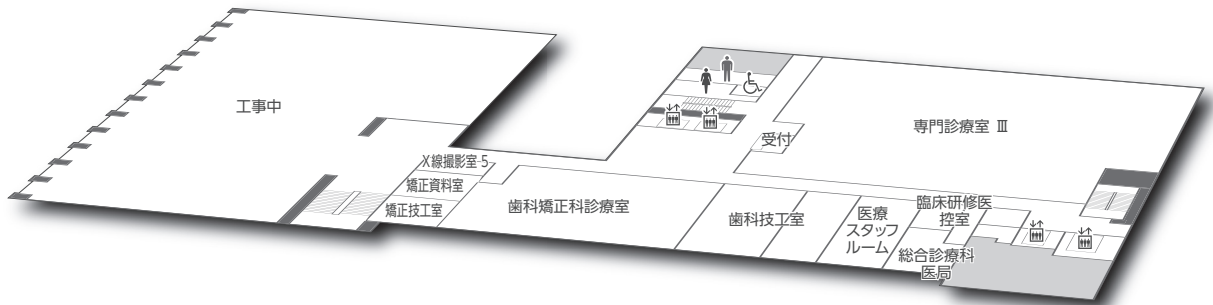 工事中
専門診療室 Ⅲ
受付
X線撮影室-5
矯正資料室
矯正技工室
歯科矯正科診療室
歯科技工室
医療
スタッフ
ルーム
臨床研修医
控室
総合診療科
医局